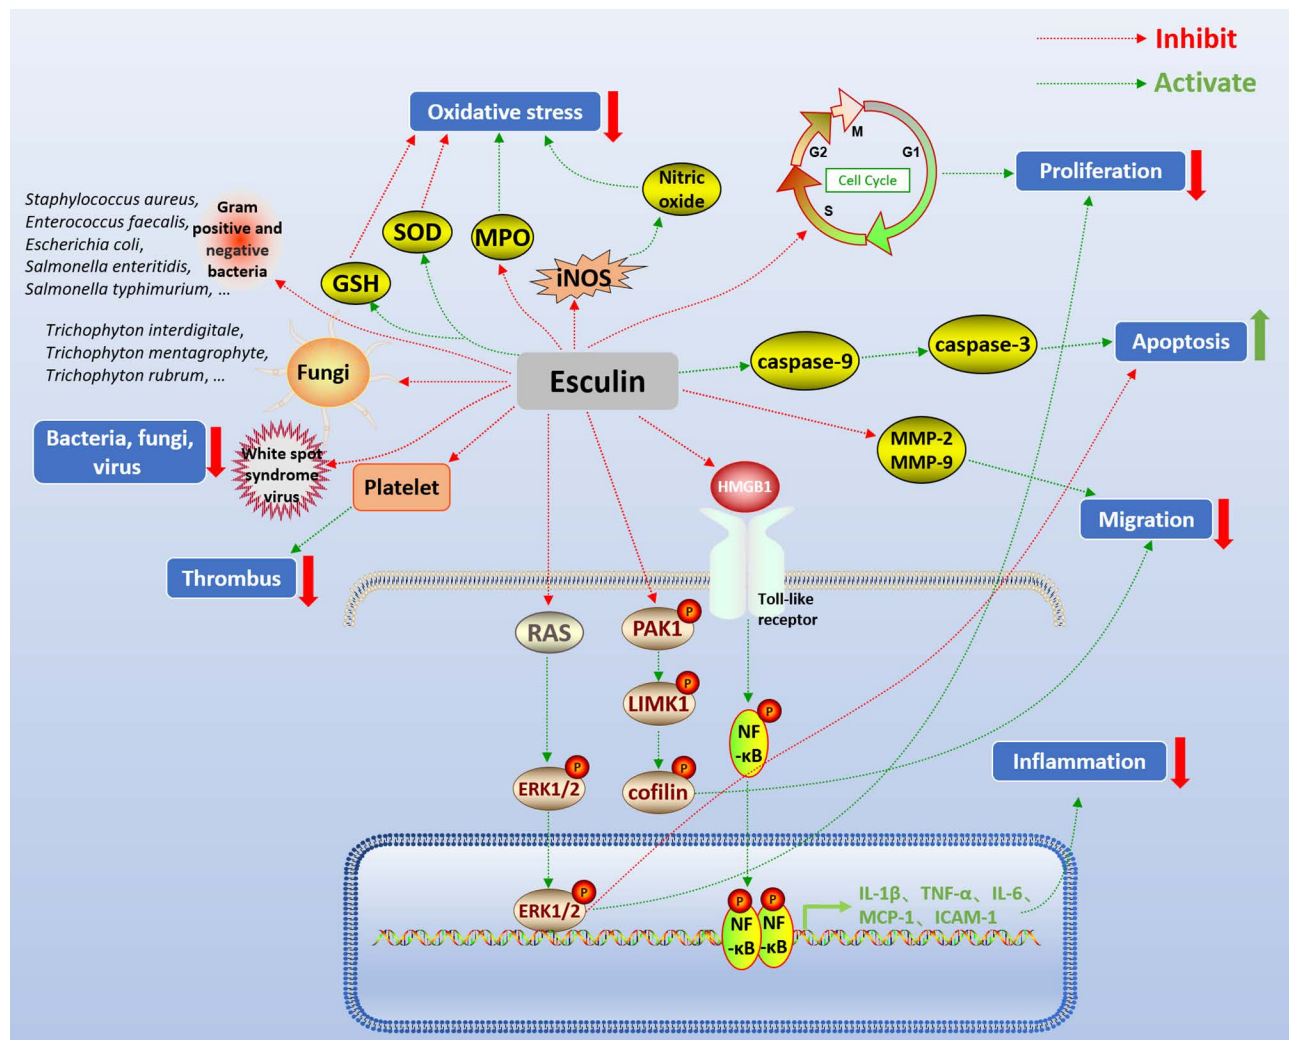 Inhibit
Activate
Oxidative stress
Nitric
oxide
SOD
MPO
GSH
iNOS
M
G2
G1
Cell Cycle
S
Proliferation
Staphylococcus aureus,
Enterococcus faecalis,
Escherichia coli,
Salmonella enteritidis,
Salmonella typhimurium, ...
Gram
positive and
negative
bacteria
Trichophyton interdigitale,
Trichophyton mentagrophyte,
Trichophyton rubrum, ...
Fungi
Esculin
caspase-9
caspase-3
Apoptosis
Bacteria, fungi,
virus
White spot
syndrome
virus
Platelet
HMGB1
MMP-2
MMP-9
Migration
Thrombus
Toll-like
receptor
RAS
PAK1
P
LIMK1
P
NF
-κB
P
ERK1/2
P
cofilin
P
Inflammation
ERK1/2
P
P
P
NF
-κB
NF
-κB
IL-1β、TNF-α、IL-6、
MCP-1、ICAM-1